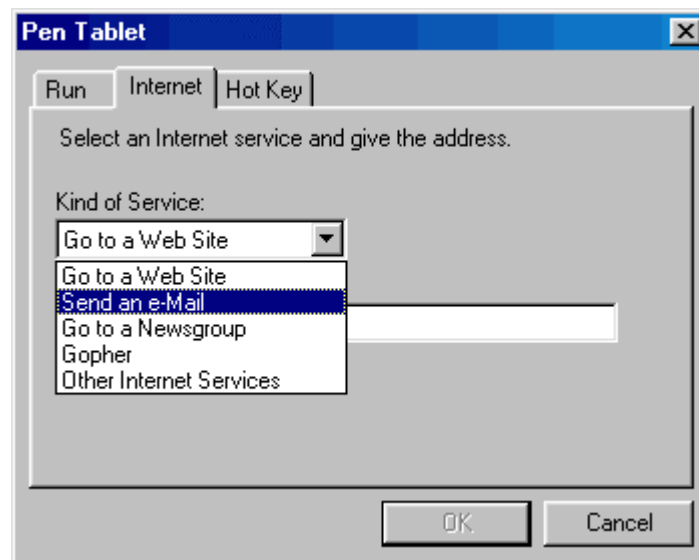 Pen Tablet
Run Internet Hot Key
Select an Internet service and give the address.
Kind of Service:
Go to a Web Site
Go to a Web Site
Send an e-Mail
Go to a Newsgroup
Gopher
Other Internet Services
OK Cancel